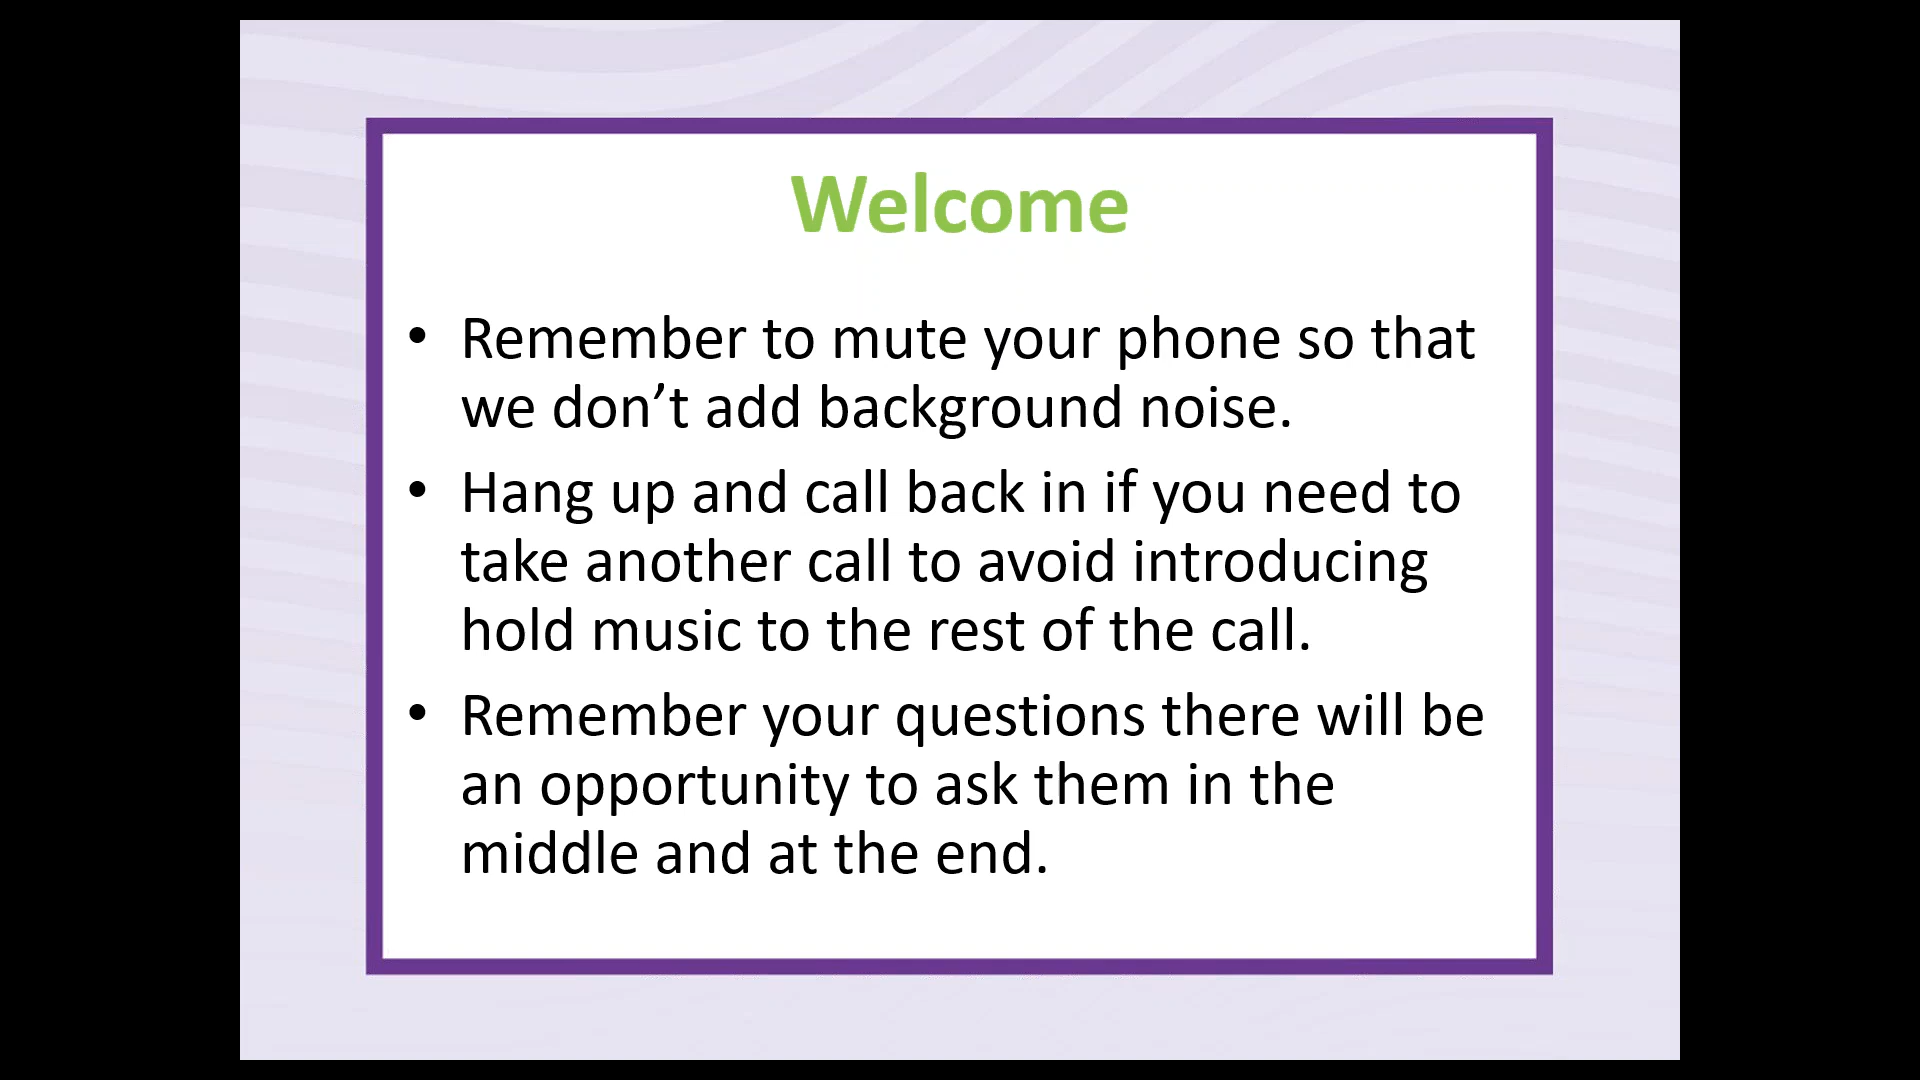 Welcome
• Remember to mute your phone so that
we don’t add background noise.
• Hang up and call back in if you need to
take another call to avoid introducing
hold music to the rest of the call.
• Remember your questions there will be
an opportunity to ask them in the
middle and at the end.